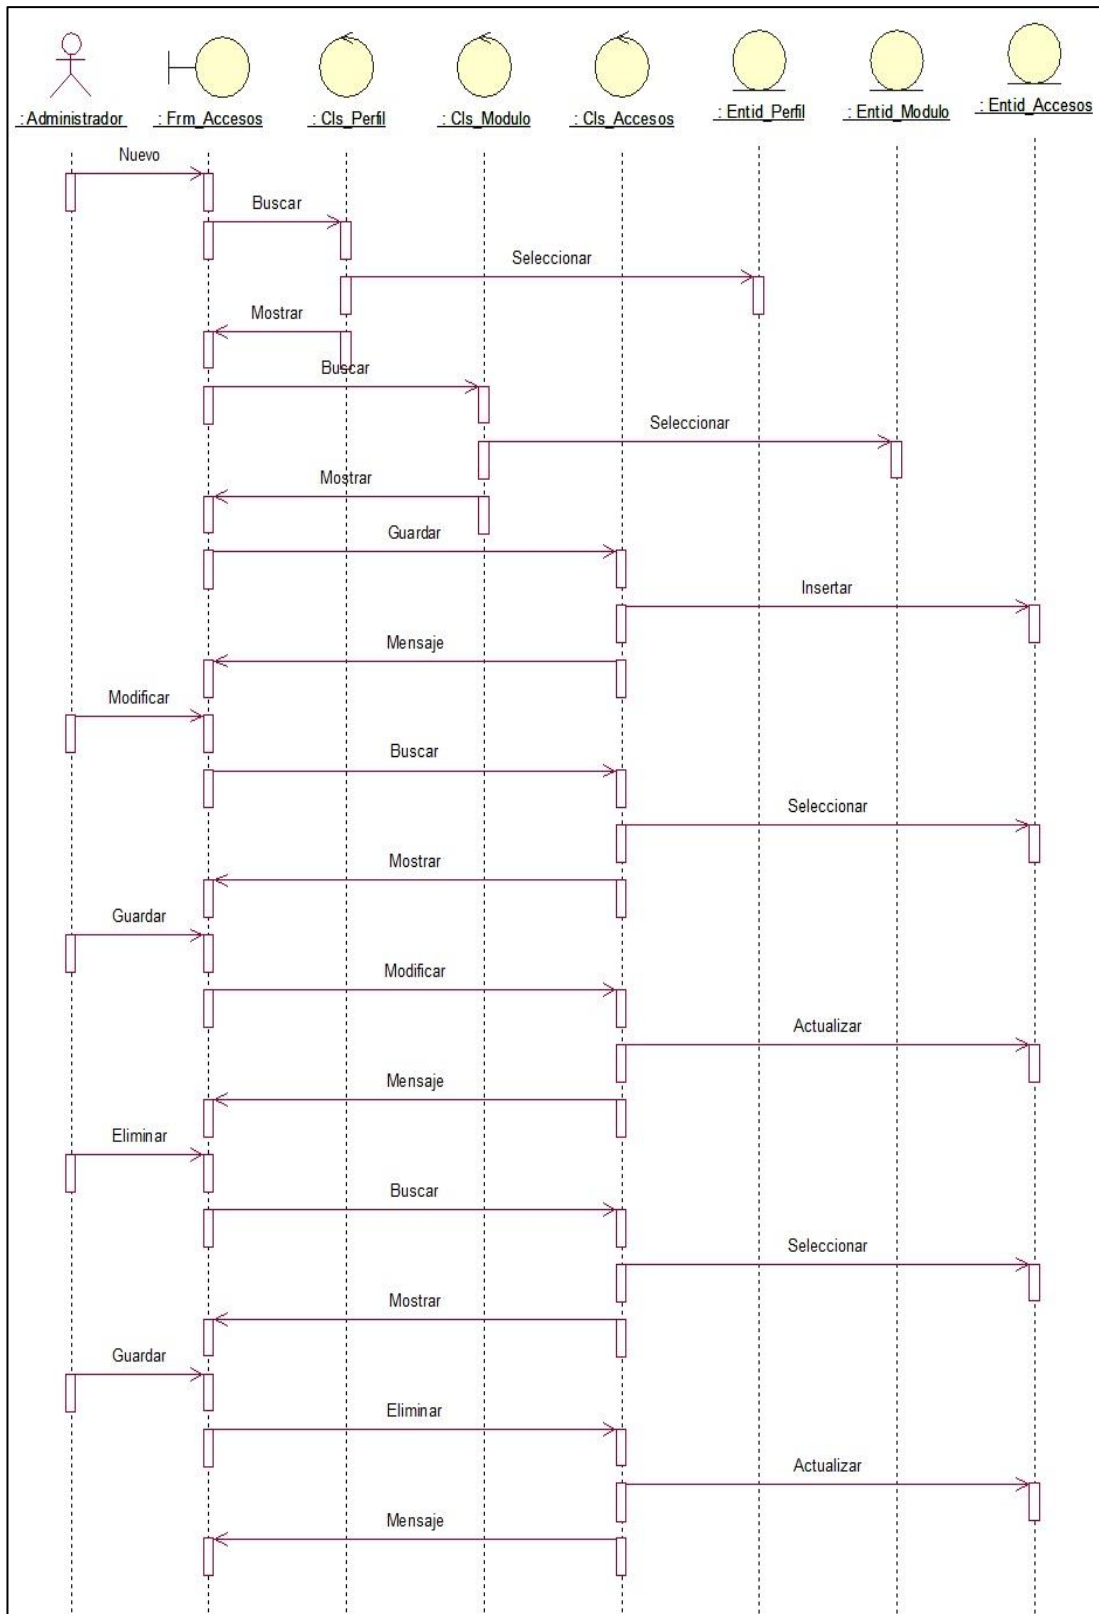 : Administrador
: Frm_Accesos
: Cls_Perfil
: Cls_Modulo
: Cls_Accesos
: Entid_Perfil
: Entid_Modulo
: Entid_Accesos
Nuevo
Buscar
Seleccionar
Mostrar
Buscar
Seleccionar
Mostrar
Guardar
Insertar
Mensaje
Modificar
Buscar
Seleccionar
Mostrar
Guardar
Modificar
Actualizar
Mensaje
Eliminar
Buscar
Seleccionar
Mostrar
Guardar
Eliminar
Actualizar
Mensaje